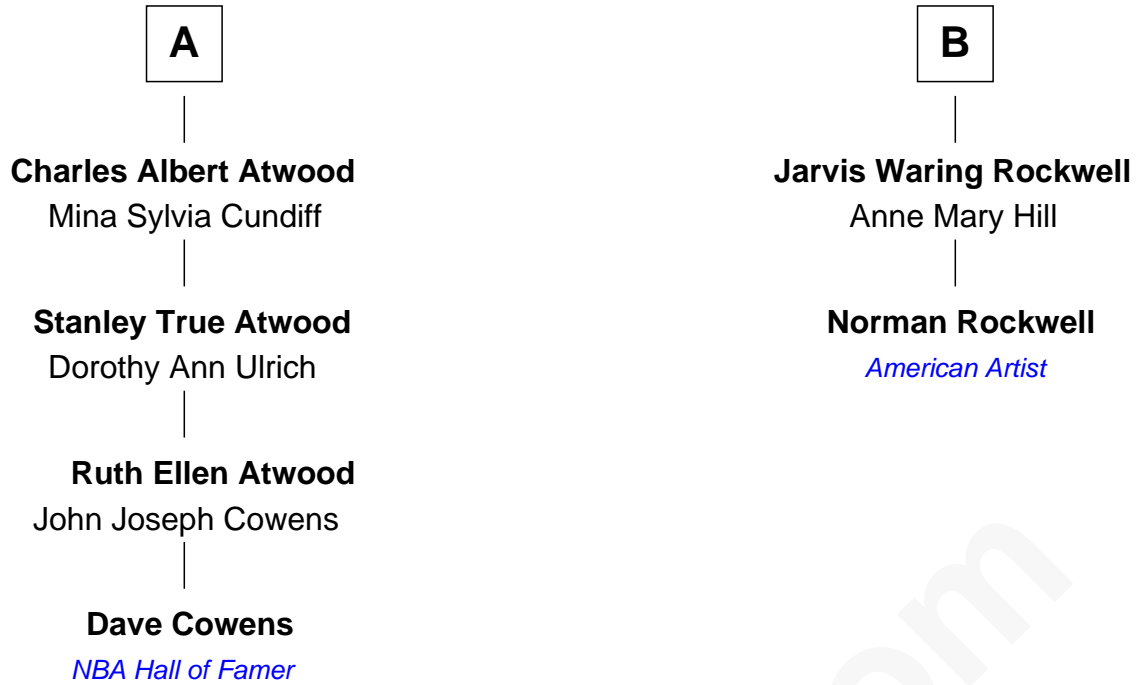 A
Charles Albert Atwood
Mina Sylvia Cundiff
Stanley True Atwood
Dorothy Ann Ulrich
Ruth Ellen Atwood
John Joseph Cowens
Dave Cowens
NBA Hall of Famer
B
Jarvis Waring Rockwell
Anne Mary Hill
Norman Rockwell
American Artist
om